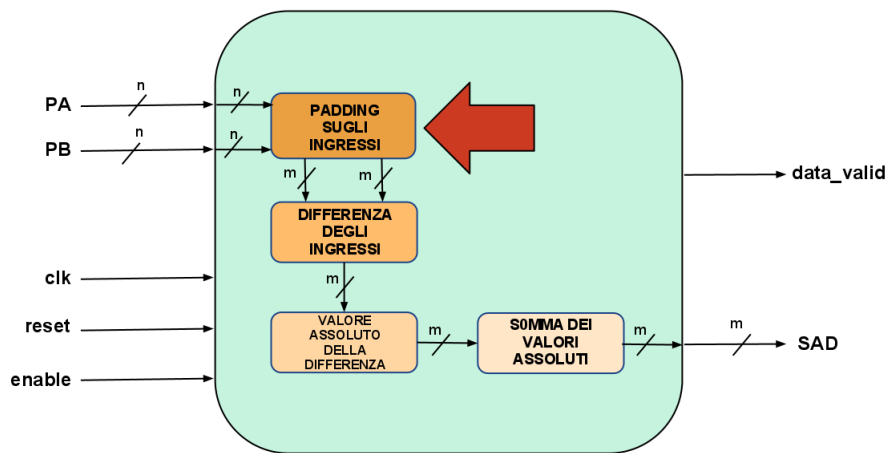 n
n
PA
PADDING
SUGLI
INGRESSI
n
n
PB
m
m
data_valid
DIFFERENZA
DEGLI
INGRESSI
clk
m
reset
VALORE
ASSOLUTO
DELLA
DIFFERENZA
m
S0MMA DEI
VALORI
ASSOLUTI
m
m
SAD
enable